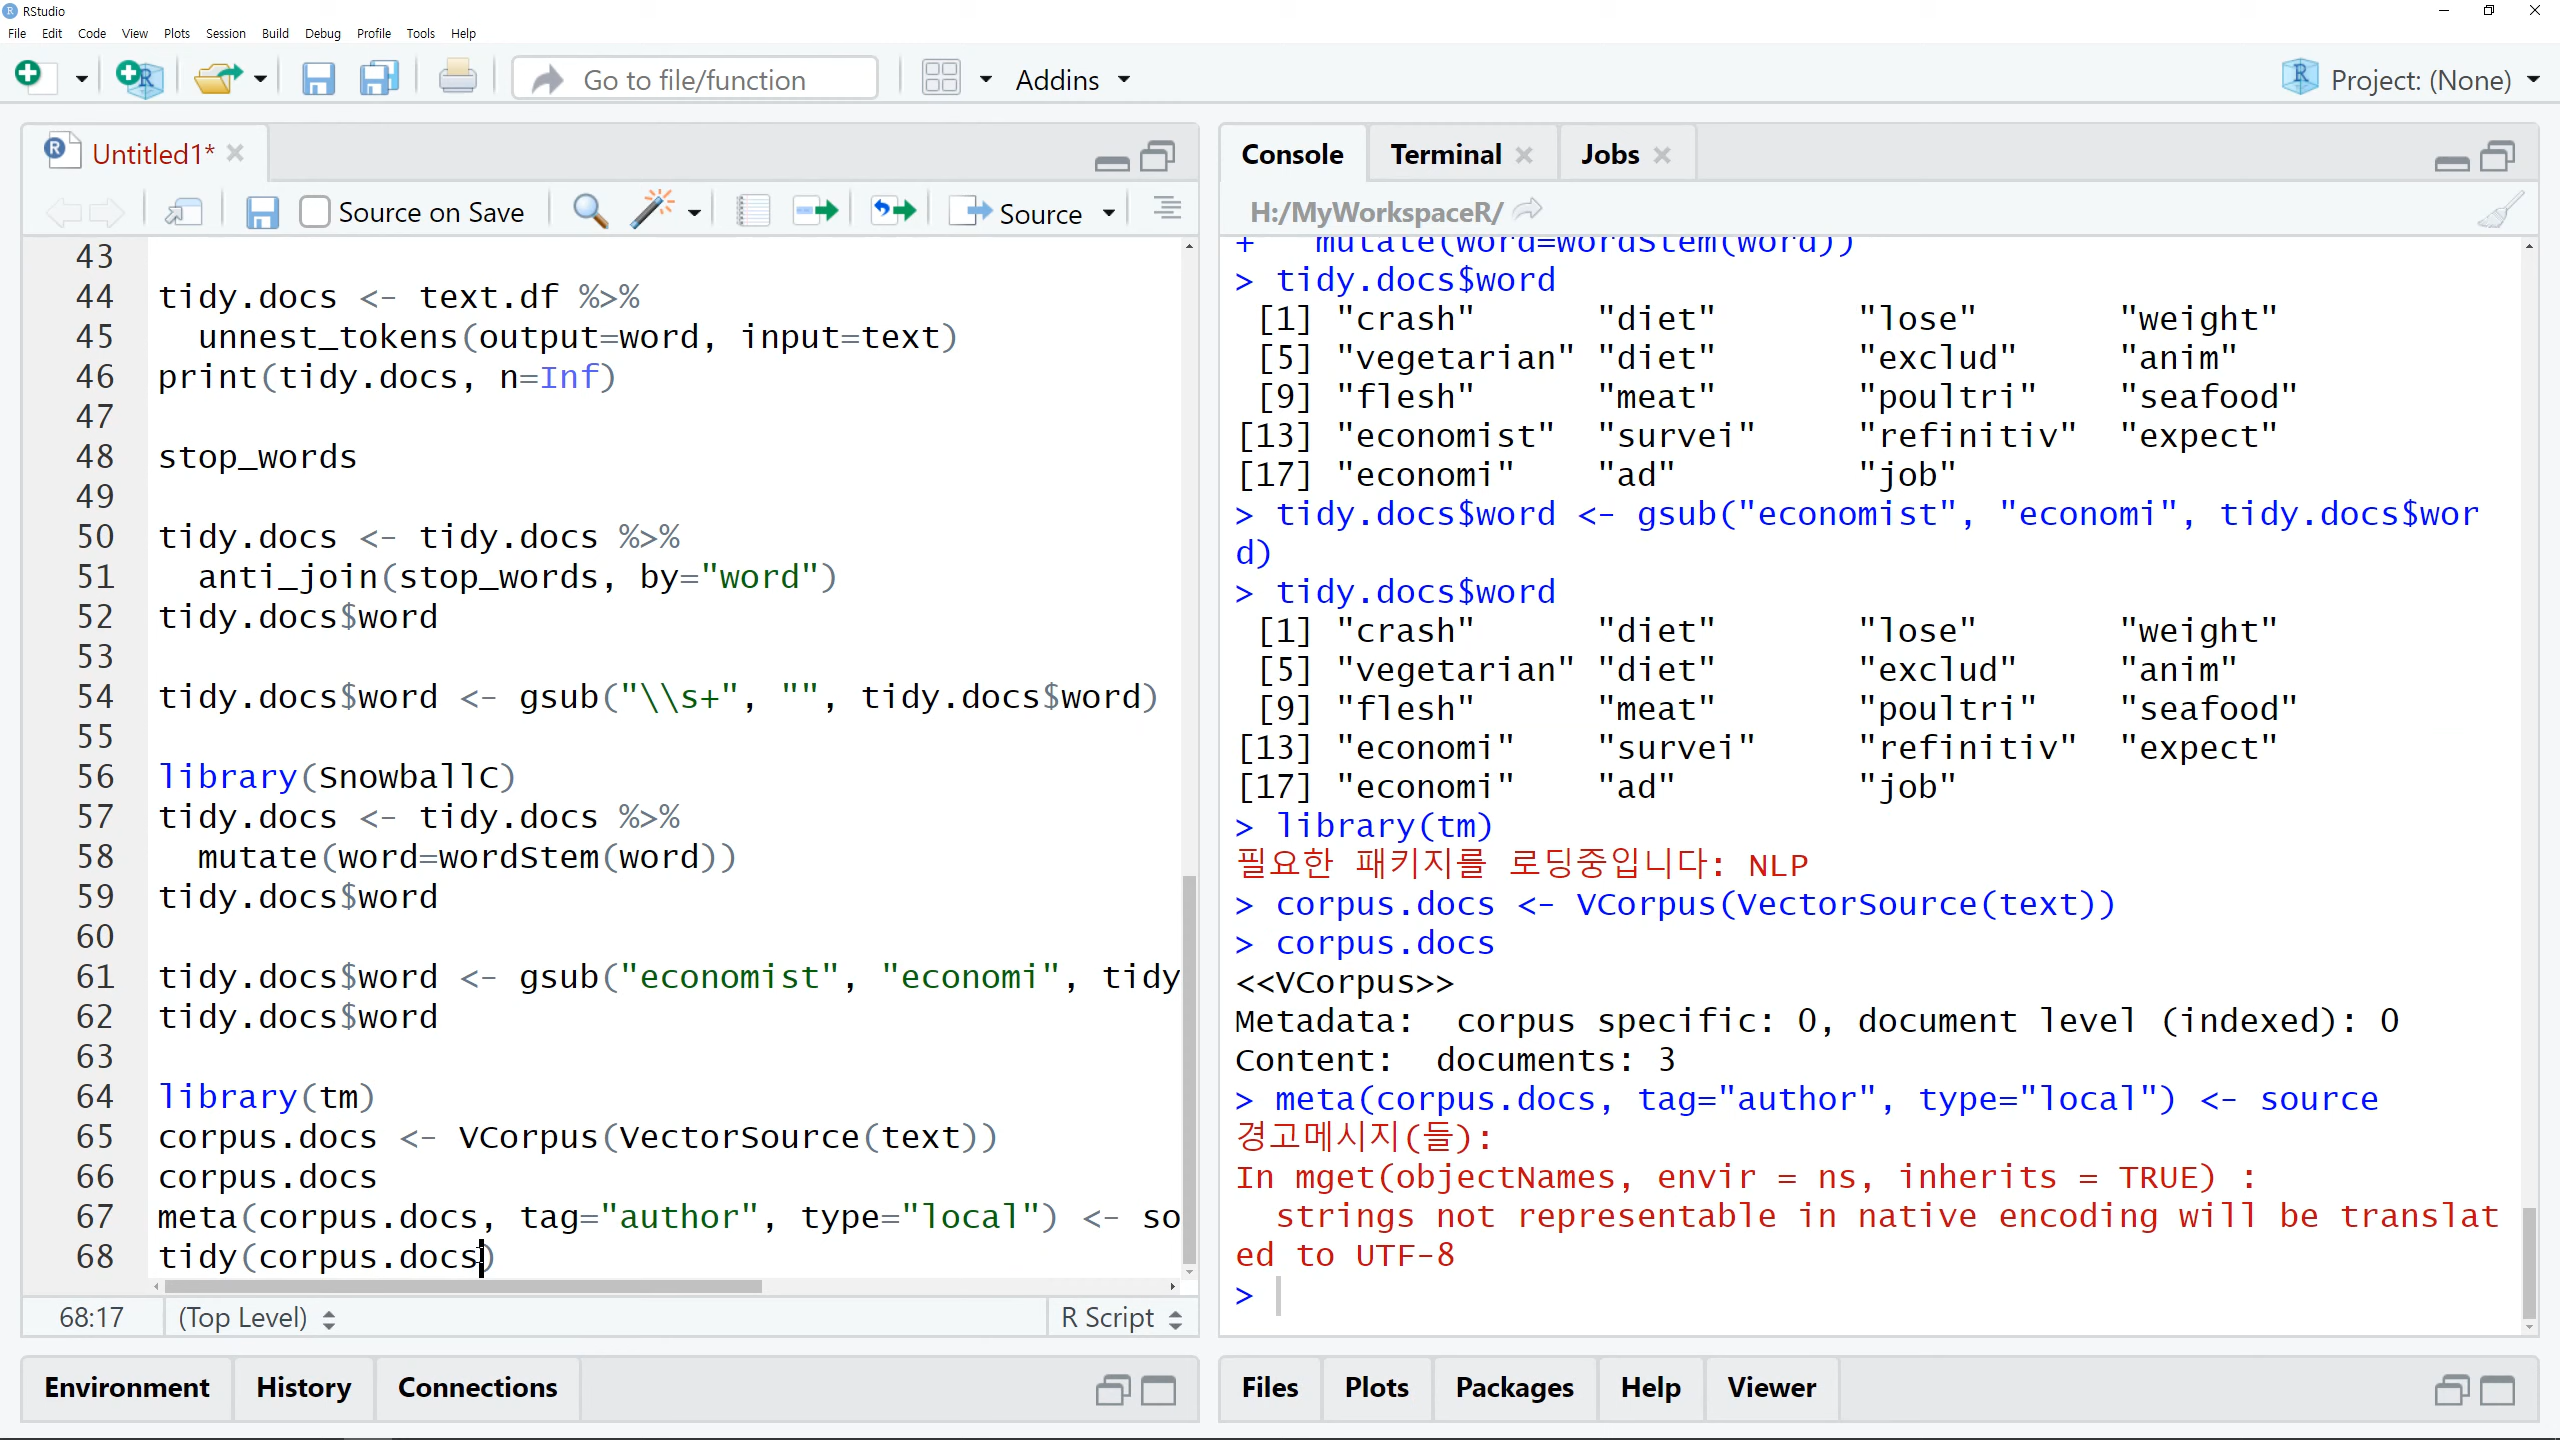 RStudio
File Edit Code View Plots Session Build Debug Profile Tools Help
Go to file/function Addins Project: (None)
Untitled1*
Source on Save Source
43
44 tidy.docs <- text.df %>%
45 unnest_tokens(output=word, input=text)
46 print(tidy.docs, n=Inf)
47
48 stop_words
49
50 tidy.docs <- tidy.docs %>%
51 anti_join(stop_words, by="word")
52 tidy.docs$word
53
54 tidy.docs$word <- gsub("\\s+", "", tidy.docs$word)
55
56 library(SnowballC)
57 tidy.docs <- tidy.docs %>%
58 mutate(word=wordStem(word))
59 tidy.docs$word
60
61 tidy.docs$word <- gsub("economist", "economi", tidy
62 tidy.docs$word
63
64 library(tm)
65 corpus.docs <- VCorpus(VectorSource(text))
66 corpus.docs
67 meta(corpus.docs, tag="author", type="local") <- so
68 tidy(corpus.docs)
68:17 (Top Level) R Script
Environment History Connections
Console Terminal Jobs
H:/MyWorkspaceR/
+ mutate(word=wordStem(word))
> tidy.docs$word
[1] "crash" "diet" "lose" "weight"
[5] "vegetarian" "diet" "exclud" "anim"
[9] "flesh" "meat" "poultri" "seafood"
[13] "economist" "survei" "refinitiv" "expect"
[17] "economi" "ad" "job"
> tidy.docs$word <- gsub("economist", "economi", tidy.docs$wor
d)
> tidy.docs$word
[1] "crash" "diet" "lose" "weight"
[5] "vegetarian" "diet" "exclud" "anim"
[9] "flesh" "meat" "poultri" "seafood"
[13] "economi" "survei" "refinitiv" "expect"
[17] "economi" "ad" "job"
> library(tm)
필요한 패키지를 로딩중입니다: NLP
> corpus.docs <- VCorpus(VectorSource(text))
> corpus.docs
<<VCorpus>>
Metadata: corpus specific: 0, document level (indexed): 0
Content: documents: 3
> meta(corpus.docs, tag="author", type="local") <- source
경고메시지(들):
In mget(objectNames, envir = ns, inherits = TRUE) :
strings not representable in native encoding will be translat
ed to UTF-8
>
Files Plots Packages Help Viewer